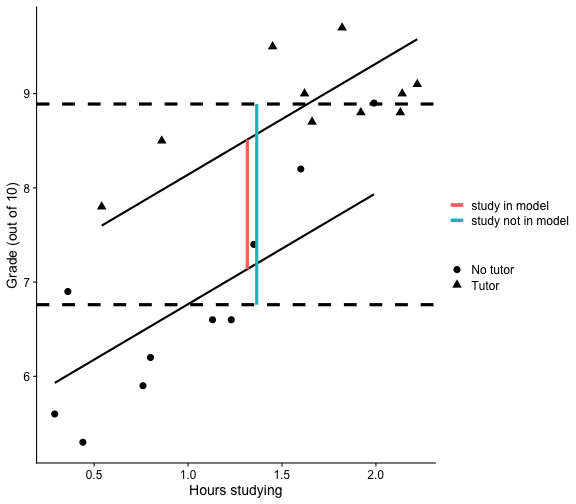 9
8
7
6
0.5
1.0
1.5
2.0
Hours studying
Grade (out of 10)
study in model
study not in model
No tutor
Tutor